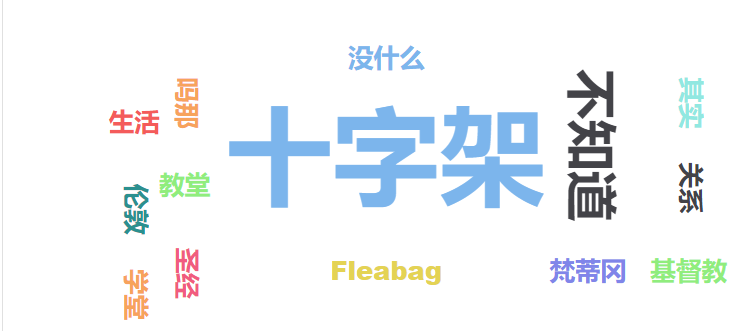 没什么
吗那
生活
十字架
不知道
其实
教堂
伦敦
关系
圣经
学堂
Fleabag
梵蒂冈
基督教